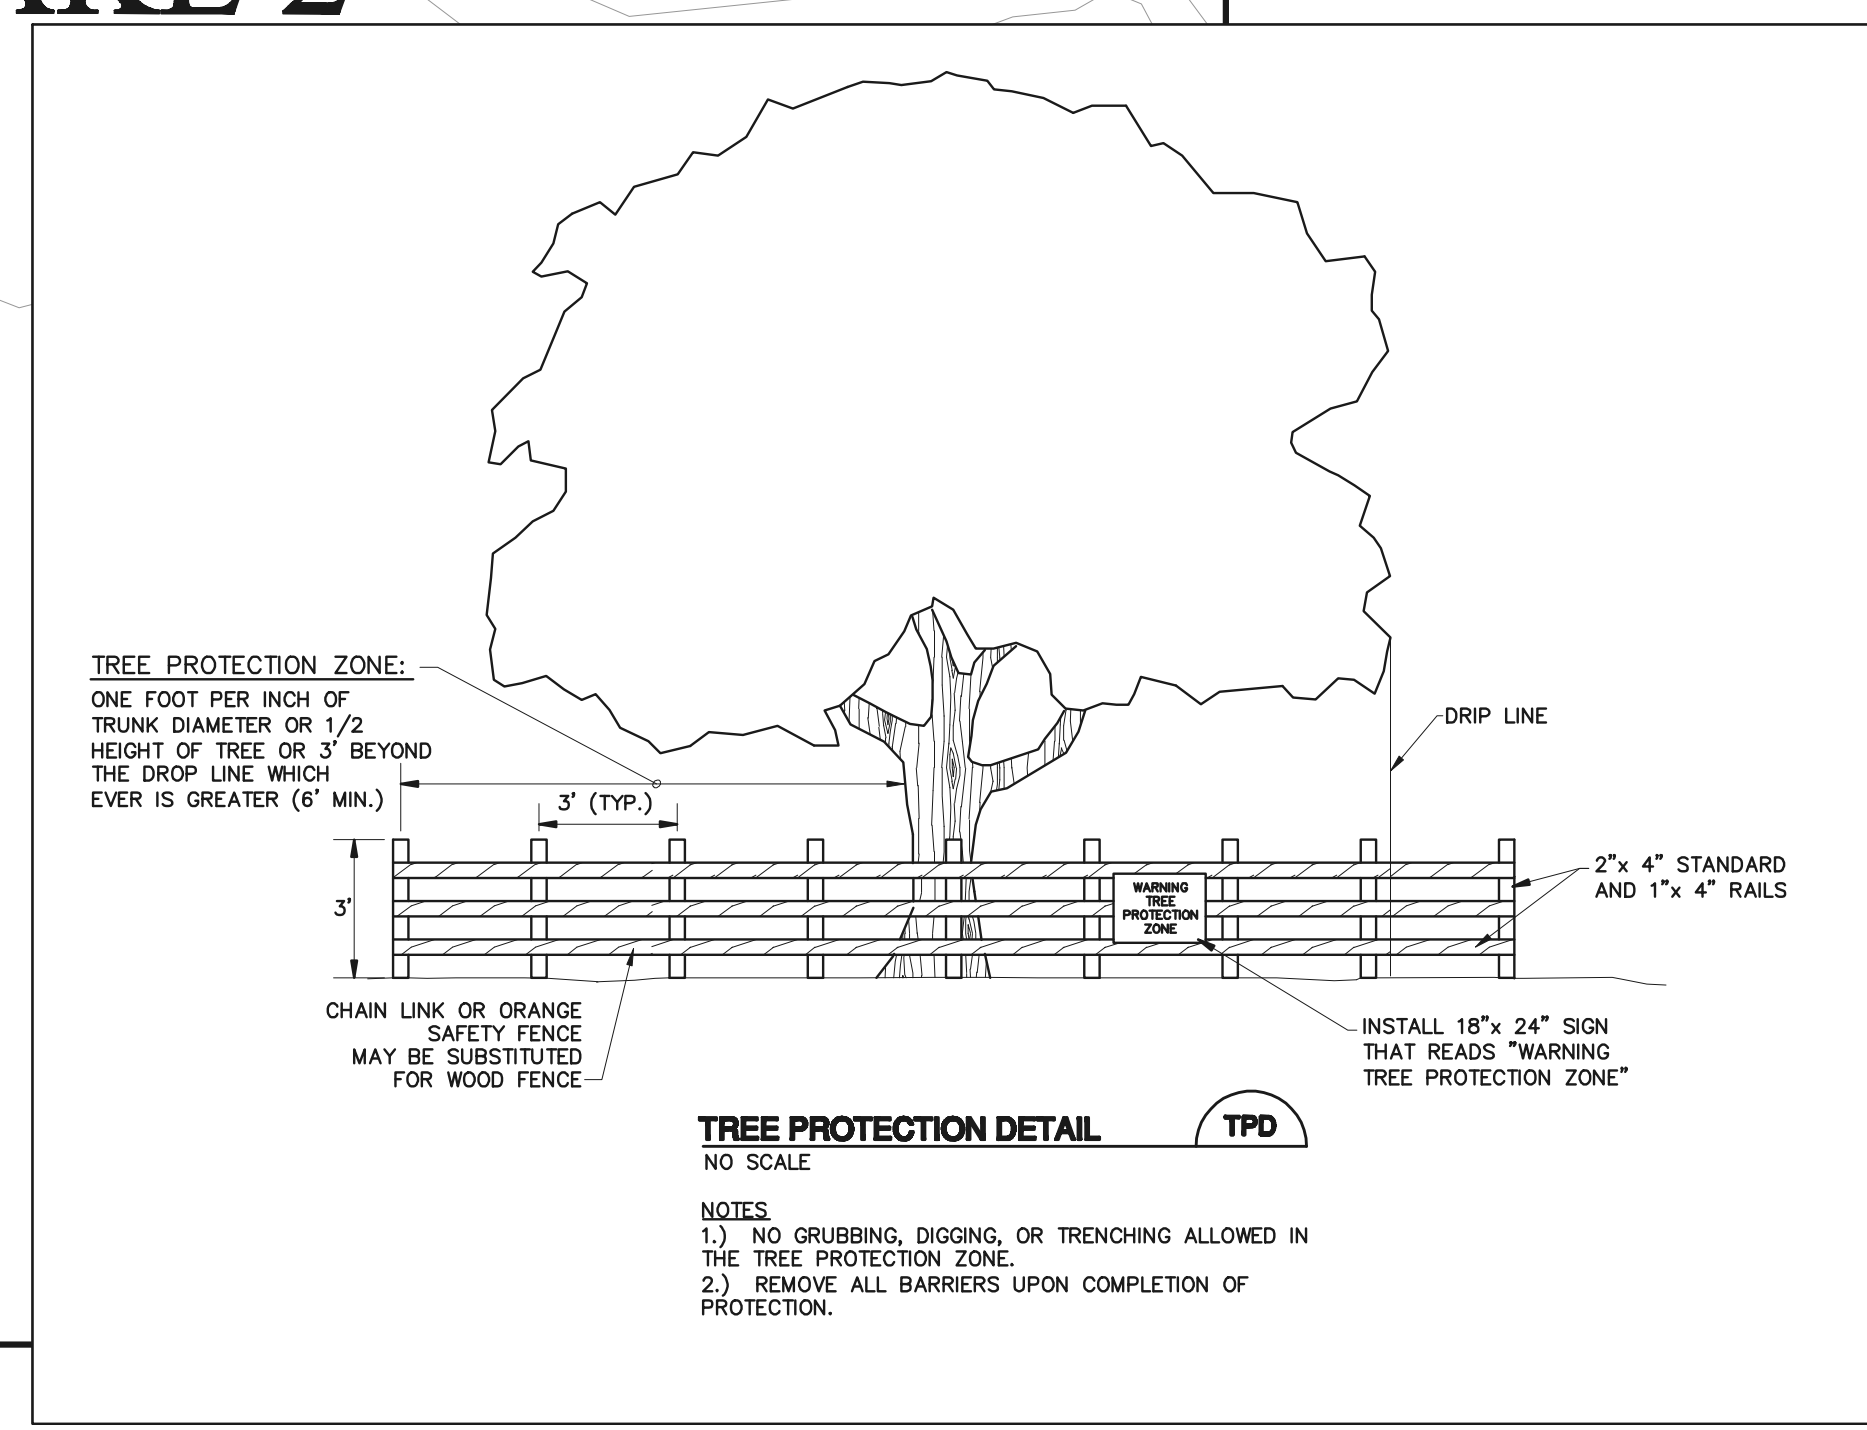 TREE PROTECTION ZONE:
ONE FOOT PER INCH OF
TRUNK DIAMETER OR 1/2
HEIGHT OF TREE OR 3' BEYOND
THE DROP LINE WHICH
EVER IS GREATER (6' MIN.)
3' (TYP.)
3'
DRIP LINE
WARNING
TREE
PROTECTION
ZONE
2"x 4" STANDARD
AND 1"x 4" RAILS
CHAIN LINK OR ORANGE
SAFETY FENCE
MAY BE SUBSTITUTED
FOR WOOD FENCE
INSTALL 18"x 24" SIGN
THAT READS "WARNING
TREE PROTECTION ZONE"
TREE PROTECTION DETAIL
TPD
NO SCALE
NOTES
1.) NO GRUBBING, DIGGING, OR TRENCHING ALLOWED IN
THE TREE PROTECTION ZONE.
2.) REMOVE ALL BARRIERS UPON COMPLETION OF
PROTECTION.